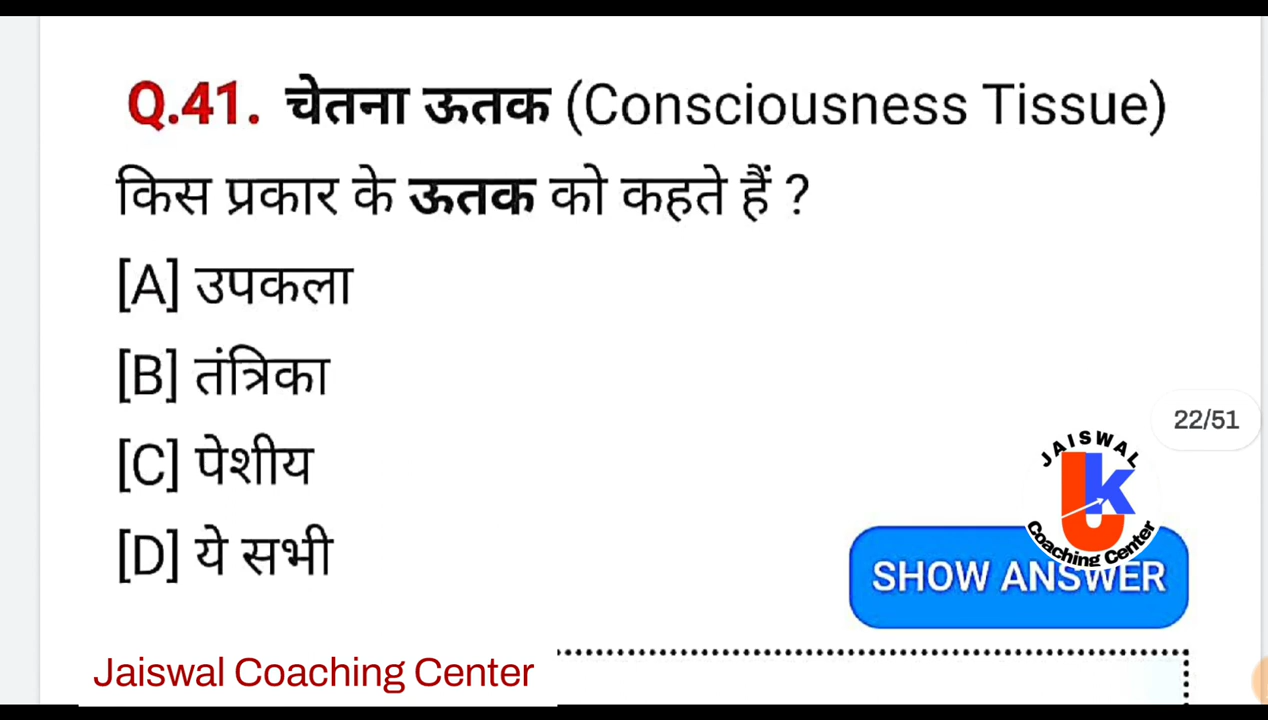 Q.41. चेतना ऊतक (Consciousness Tissue)
किस प्रकार के ऊतक को कहते हैं ?
[A] उपकला
[B] तंत्रिका
[C] पेशीय
[D] ये सभी
22/51
JAISWAL
JK
Coaching Center
SHOW ANSWER
Jaiswal Coaching Center